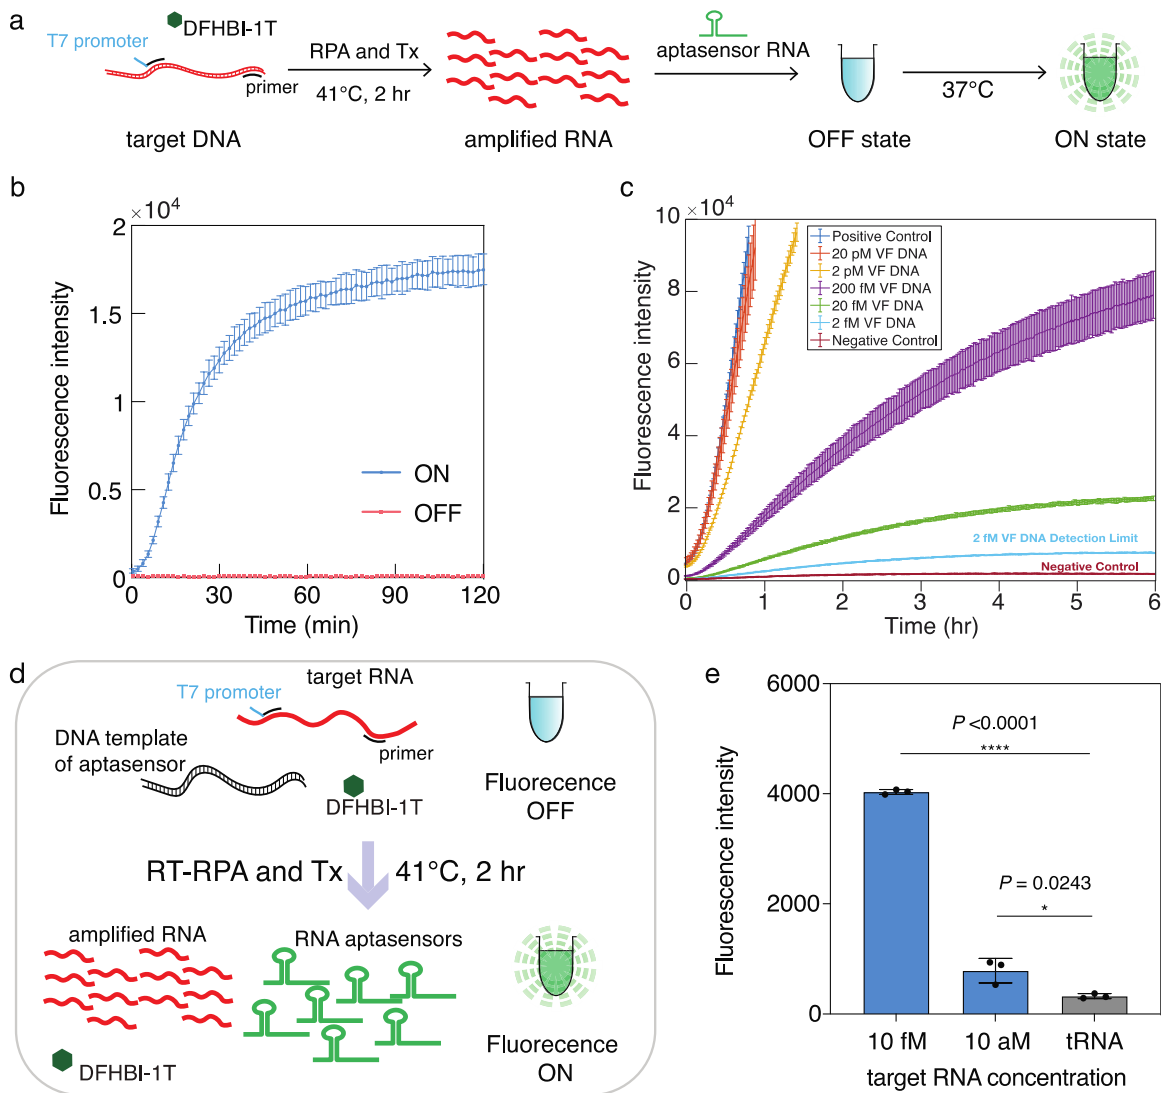 a
DFHBI-1T
T7 promoter
primer
target DNA
RPA and Tx
41°C, 2 hr
amplified RNA
aptasensor RNA
OFF state
37°C
ON state
b
×10⁴
2
1.5
1
0.5
0
Fluorescence intensity
ON
OFF
0 30 60 90 120
Time (min)
c
×10⁴
10
8
6
4
2
0
Fluorescence intensity
Positive Control
20 pM VF DNA
2 pM VF DNA
200 fM VF DNA
20 fM VF DNA
2 fM VF DNA
Negative Control
2 fM VF DNA Detection Limit
Negative Control
0 1 2 3 4 5 6
Time (hr)
d
target RNA
T7 promoter
primer
DNA template
of aptasensor
DFHBI-1T
Fluorecence
OFF
RT-RPA and Tx 41°C, 2 hr
amplified RNA
RNA aptasensors
DFHBI-1T
Fluorecence
ON
e
6000
4000
2000
0
Fluorescence intensity
P <0.0001
****
P = 0.0243
*
10 fM 10 aM tRNA
target RNA concentration